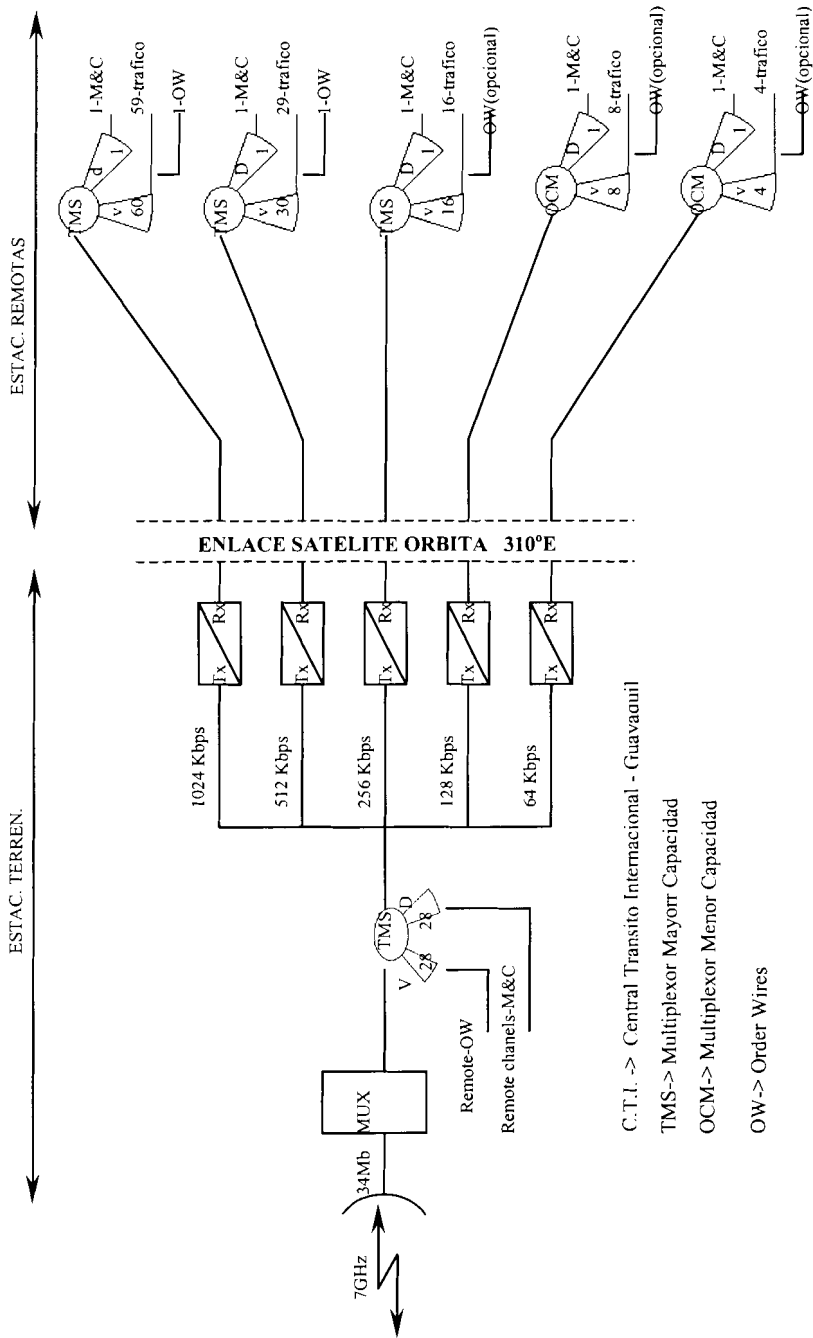 ESTAC. TERREN.
ESTAC. REMOTAS
7GHz
34Mb
MUX
TMS
V
28
D
28
Remote-OW
Remote chanels-M&C
1024 Kbps
512 Kbps
256 Kbps
128 Kbps
64 Kbps
Tx Rx
Tx Rx
Tx Rx
Tx Rx
Tx Rx
ENLACE SATELITE ORBITA 310°E
TMS
v
60
d
1
1-M&C
59-trafico
1-OW
TMS
v
30
D
1
1-M&C
29-trafico
1-OW
TMS
v
16
D
1
1-M&C
16-trafico
OW(opcional)
OCM
v
8
D
1
1-M&C
8-trafico
OW(opcional)
OCM
v
4
D
1
1-M&C
4-trafico
OW(opcional)
C.T.I. -> Central Transito Internacional - Guayaquil
TMS-> Multiplexor Mayorr Capacidad
OCM-> Multiplexor Menor Capacidad
OW-> Order Wires